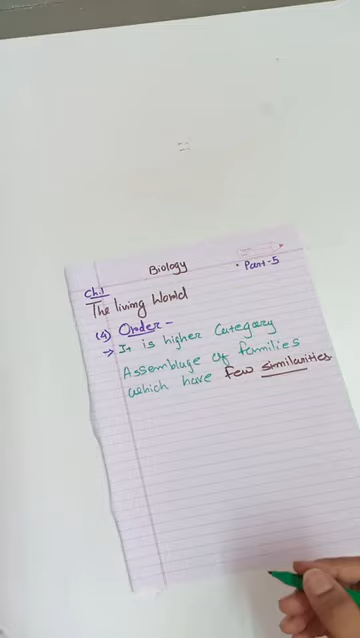 Biology
• Part-5
Ch.1
The living World
(4) Order -
→ It is higher Category
Assemblage of families
which have few similarities